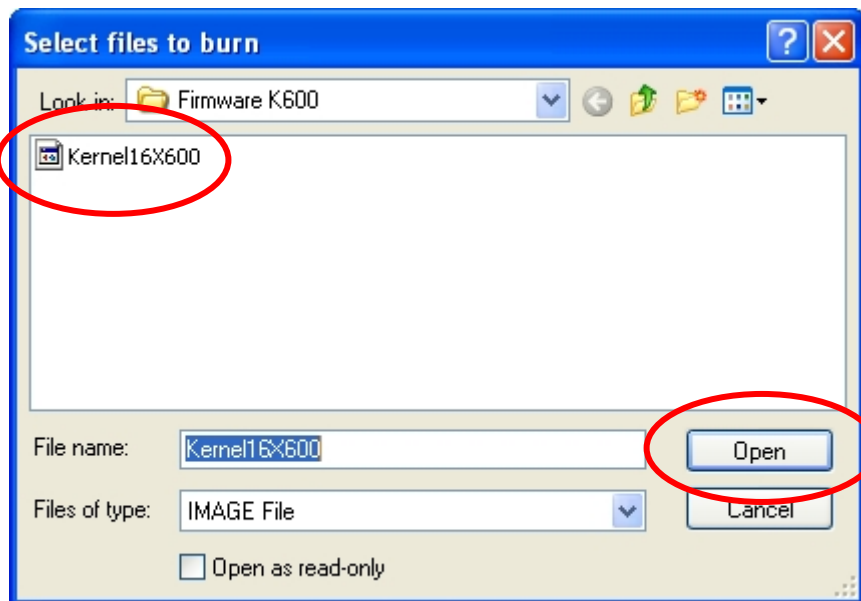 Select files to burn
Look in: Firmware K600
Kernel16X600
File name: Kernel16X600 Open
Files of type: IMAGE File Cancel
Open as read-only